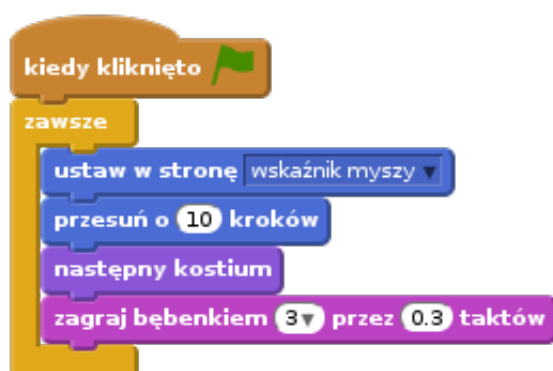 kiedy kliknięto
zawsze
ustaw w stronę wskaźnik myszy
przesuń o 10 kroków
następny kostium
zagraj bębenkiem 3 przez 0.3 taktów